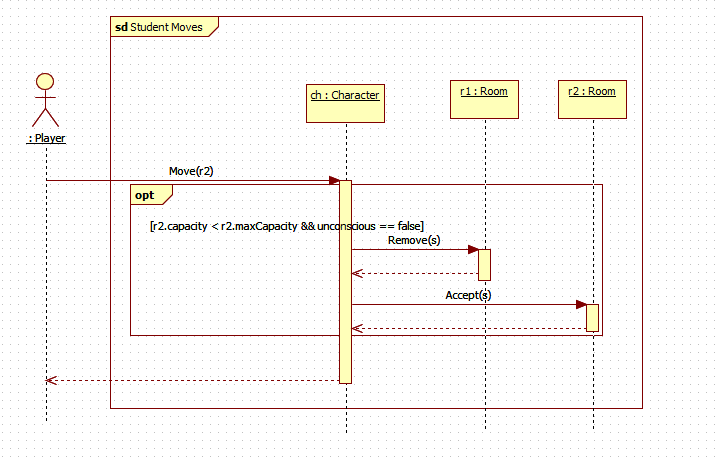 sd Student Moves
ch : Character
r1 : Room
r2 : Room
: Player
Move(r2)
opt
[r2.capacity < r2.maxCapacity && unconscious == false]
Remove(s)
Accept(s)